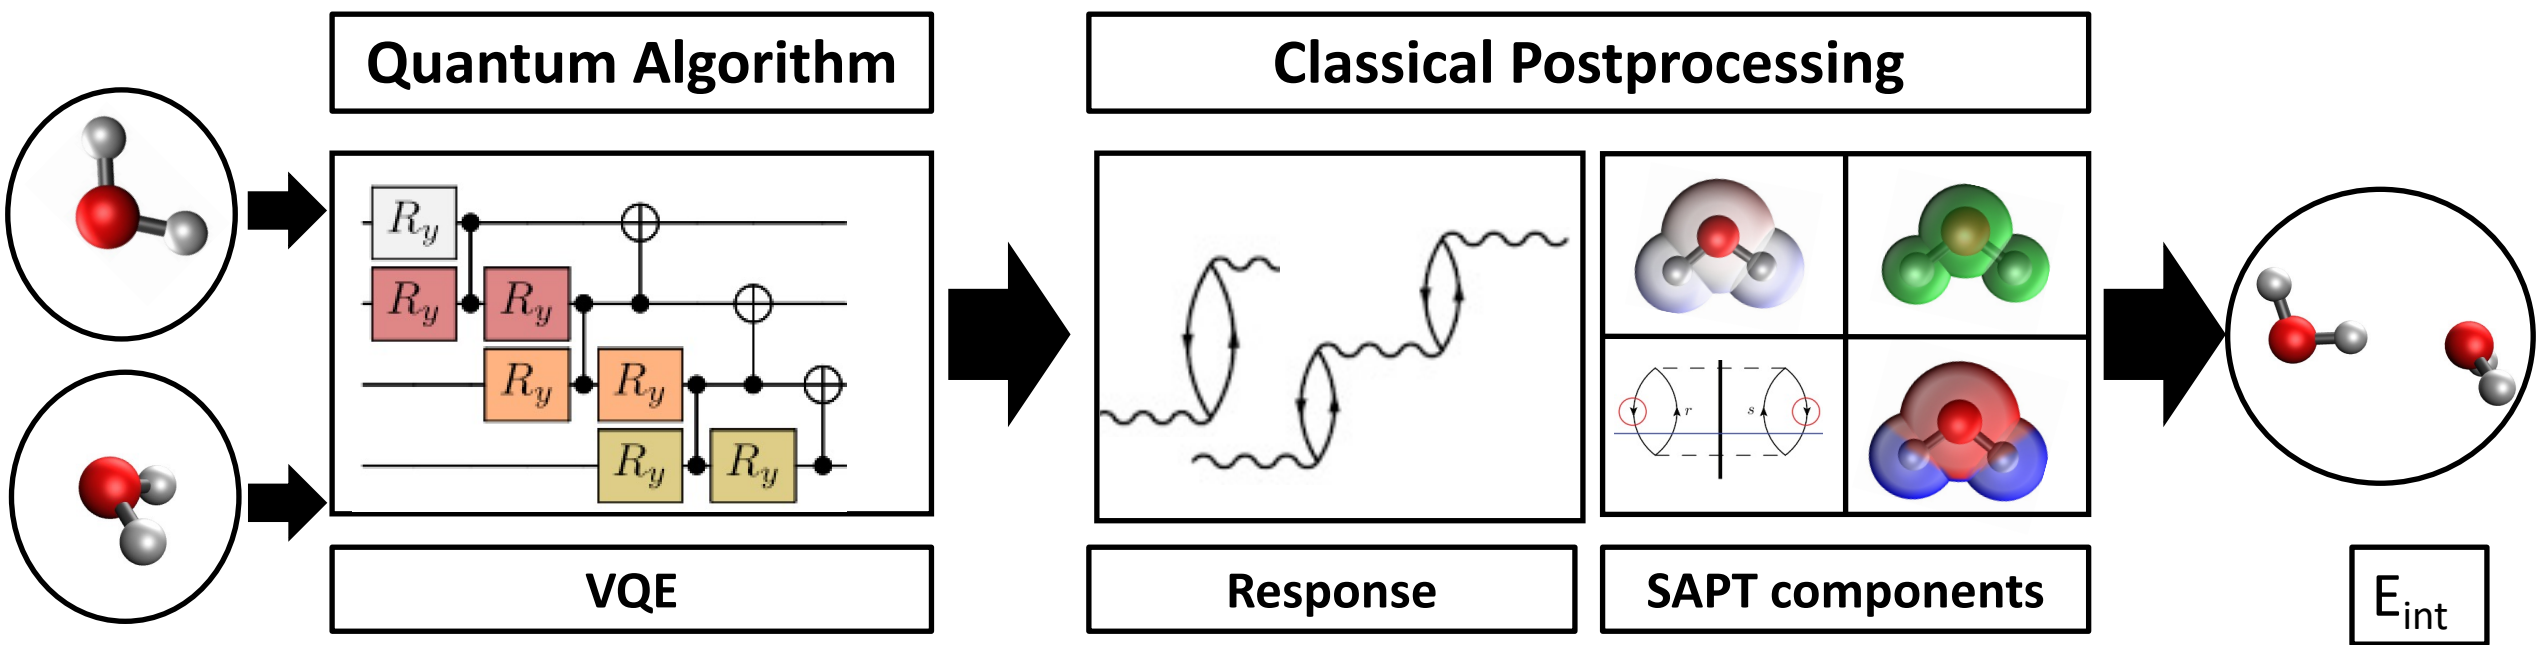 Quantum Algorithm
Classical Postprocessing
R_y
R_y R_y
R_y R_y
R_y R_y
r s
VQE
Response
SAPT components
E_int